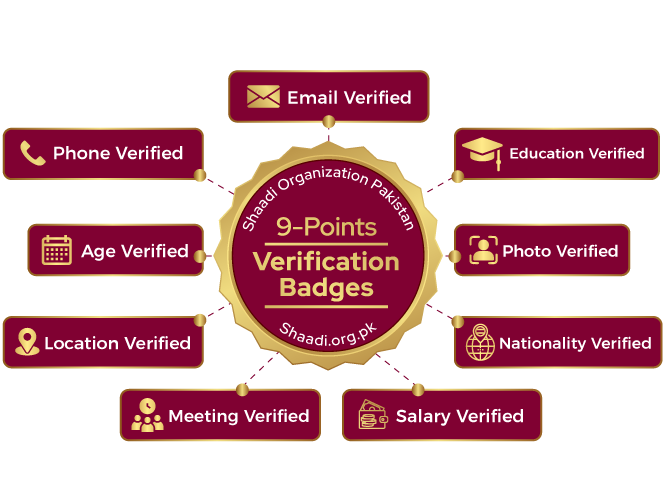 Email Verified
Phone Verified
Education Verified
Shaadi Organization Pakistan
9-Points
Verification
Badges
Shaadi.org.pk
Age Verified
Photo Verified
Location Verified
Nationality Verified
Meeting Verified
Salary Verified